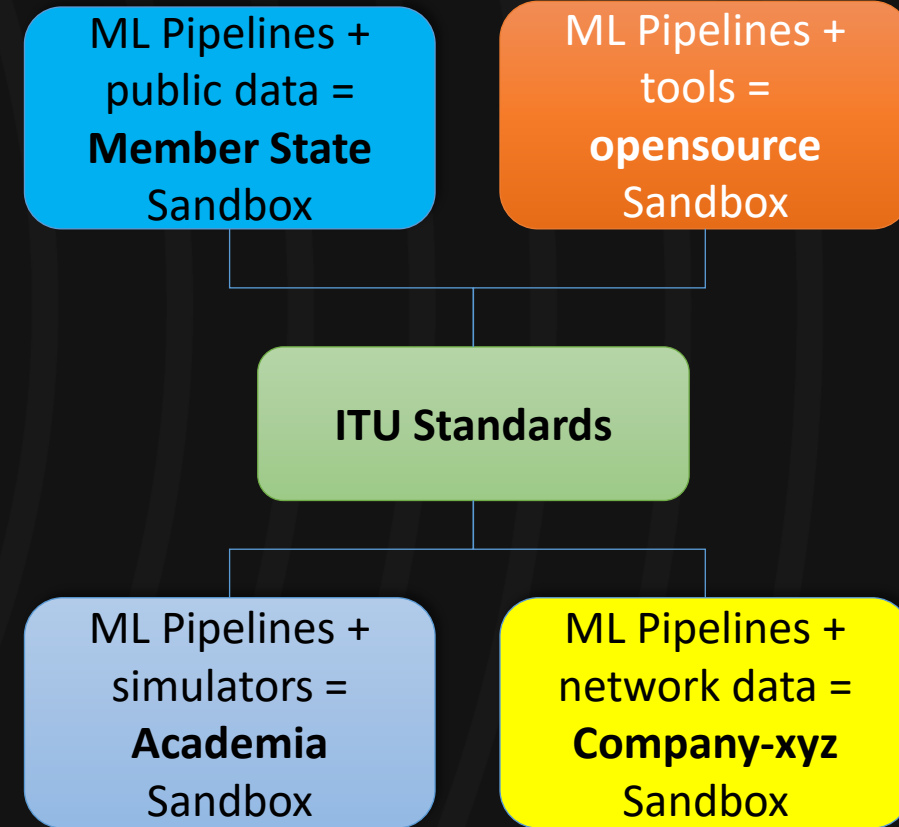 ML Pipelines +
public data =
Member State
Sandbox
ML Pipelines +
tools =
opensource
Sandbox
ITU Standards
ML Pipelines +
simulators =
Academia
Sandbox
ML Pipelines +
network data =
Company-xyz
Sandbox